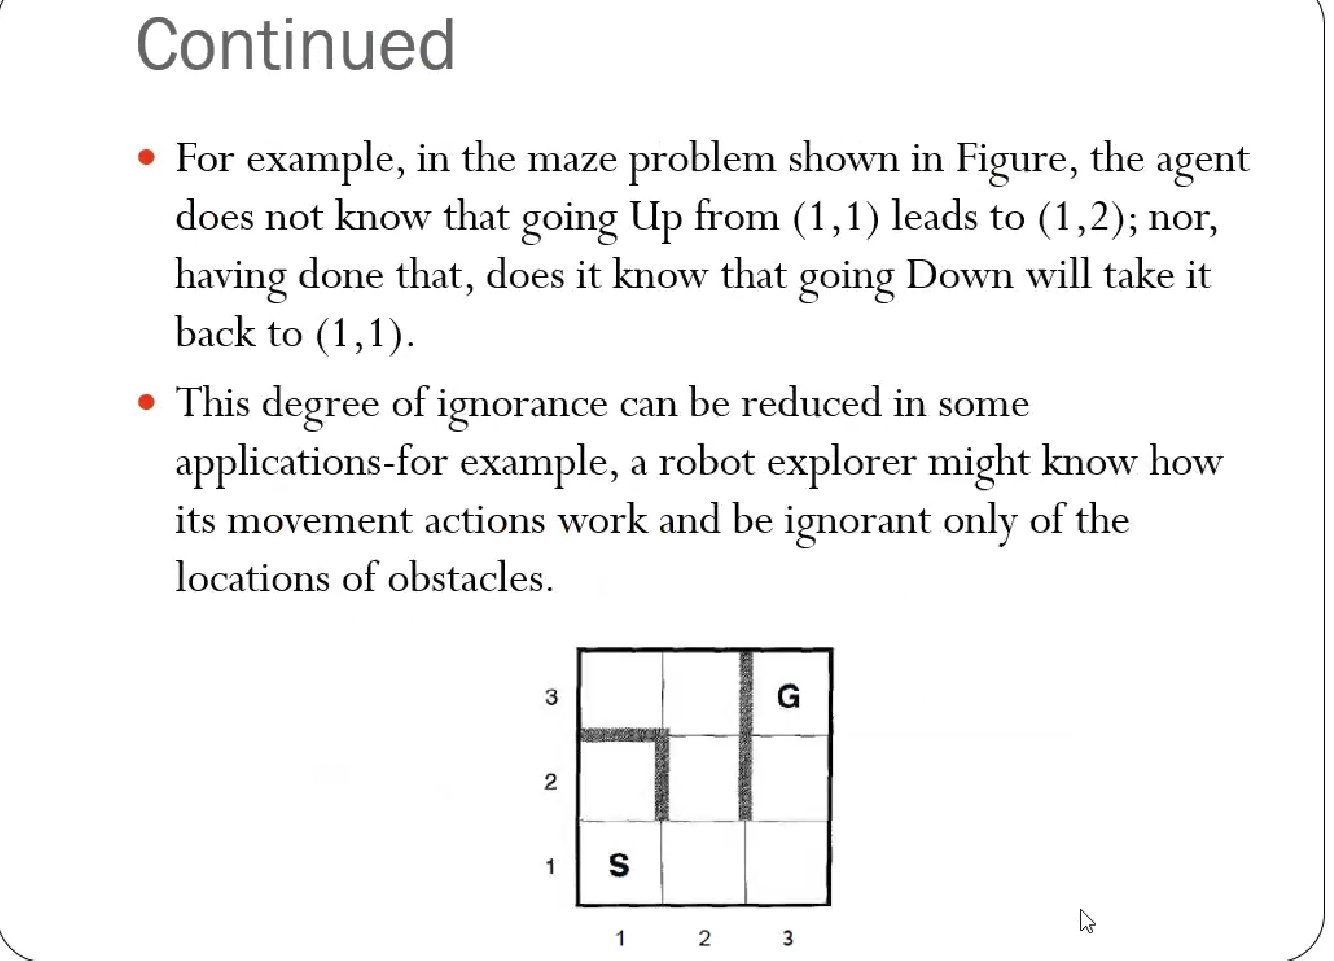 Continued
For example, in the maze problem shown in Figure, the agent
does not know that going Up from (1,1) leads to (1,2); nor,
having done that, does it know that going Down will take it
back to (1,1).
This degree of ignorance can be reduced in some
applications-for example, a robot explorer might know how
its movement actions work and be ignorant only of the
locations of obstacles.
3 G
2
1 S
1 2 3